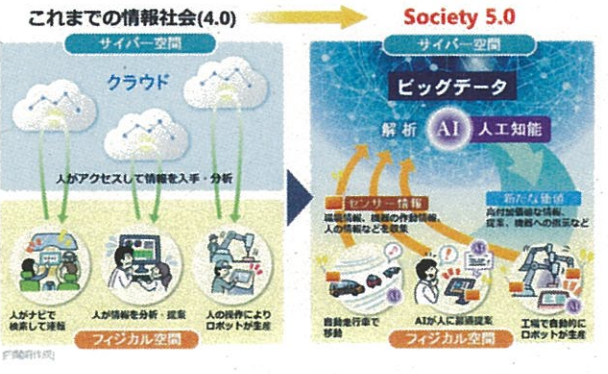 これまでの情報社会(4.0)
Society 5.0
サイバー空間
クラウド
人がアクセスして情報を入手・分析
人がナビで
検索して運転
人が情報を分析・提案
人の操作により
ロボットが生産
フィジカル空間
サイバー空間
ビッグデータ
解析 AI 人工知能
センサー情報
環境情報、機器の作動情報、
人の情報などを収集
新たな価値
高付加価値な情報、
提案、機器への指示など
自動走行車で
移動
AIが人に最適提案
工場で自動的に
ロボットが生産
フィジカル空間